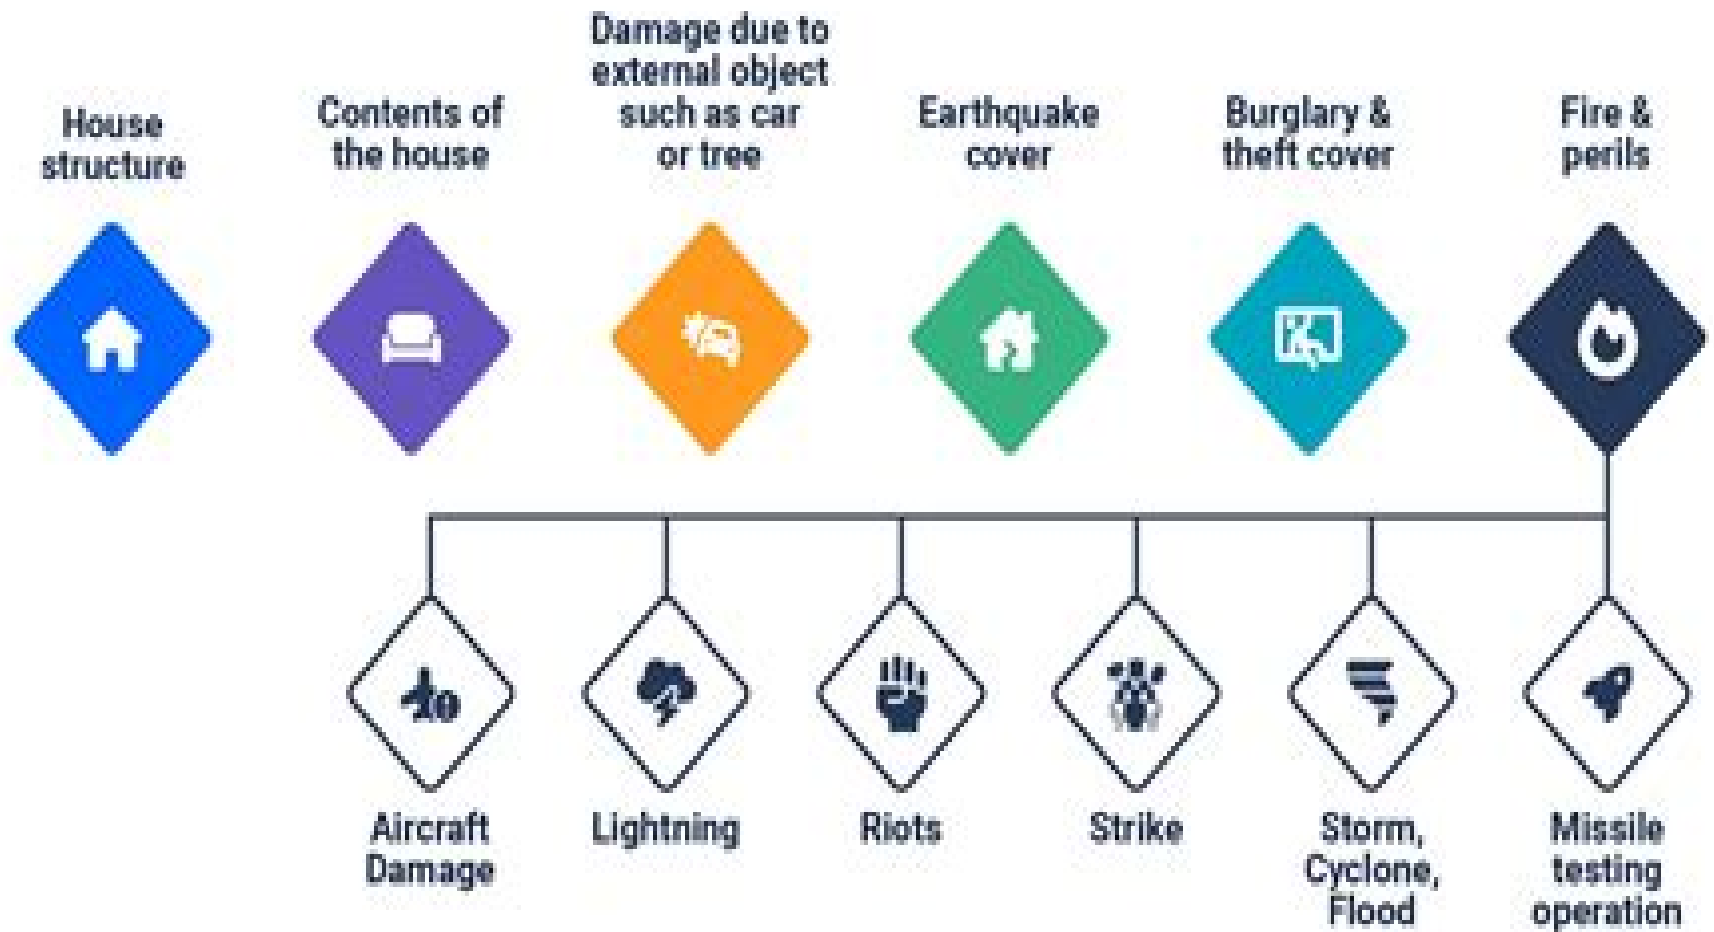 House
structure
Contents of
the house
Damage due to
external object
such as car
or tree
Earthquake
cover
Burglary &
theft cover
Fire &
perils
Aircraft
Damage
Lightning
Riots
Strike
Storm,
Cyclone,
Flood
Missile
testing
operation